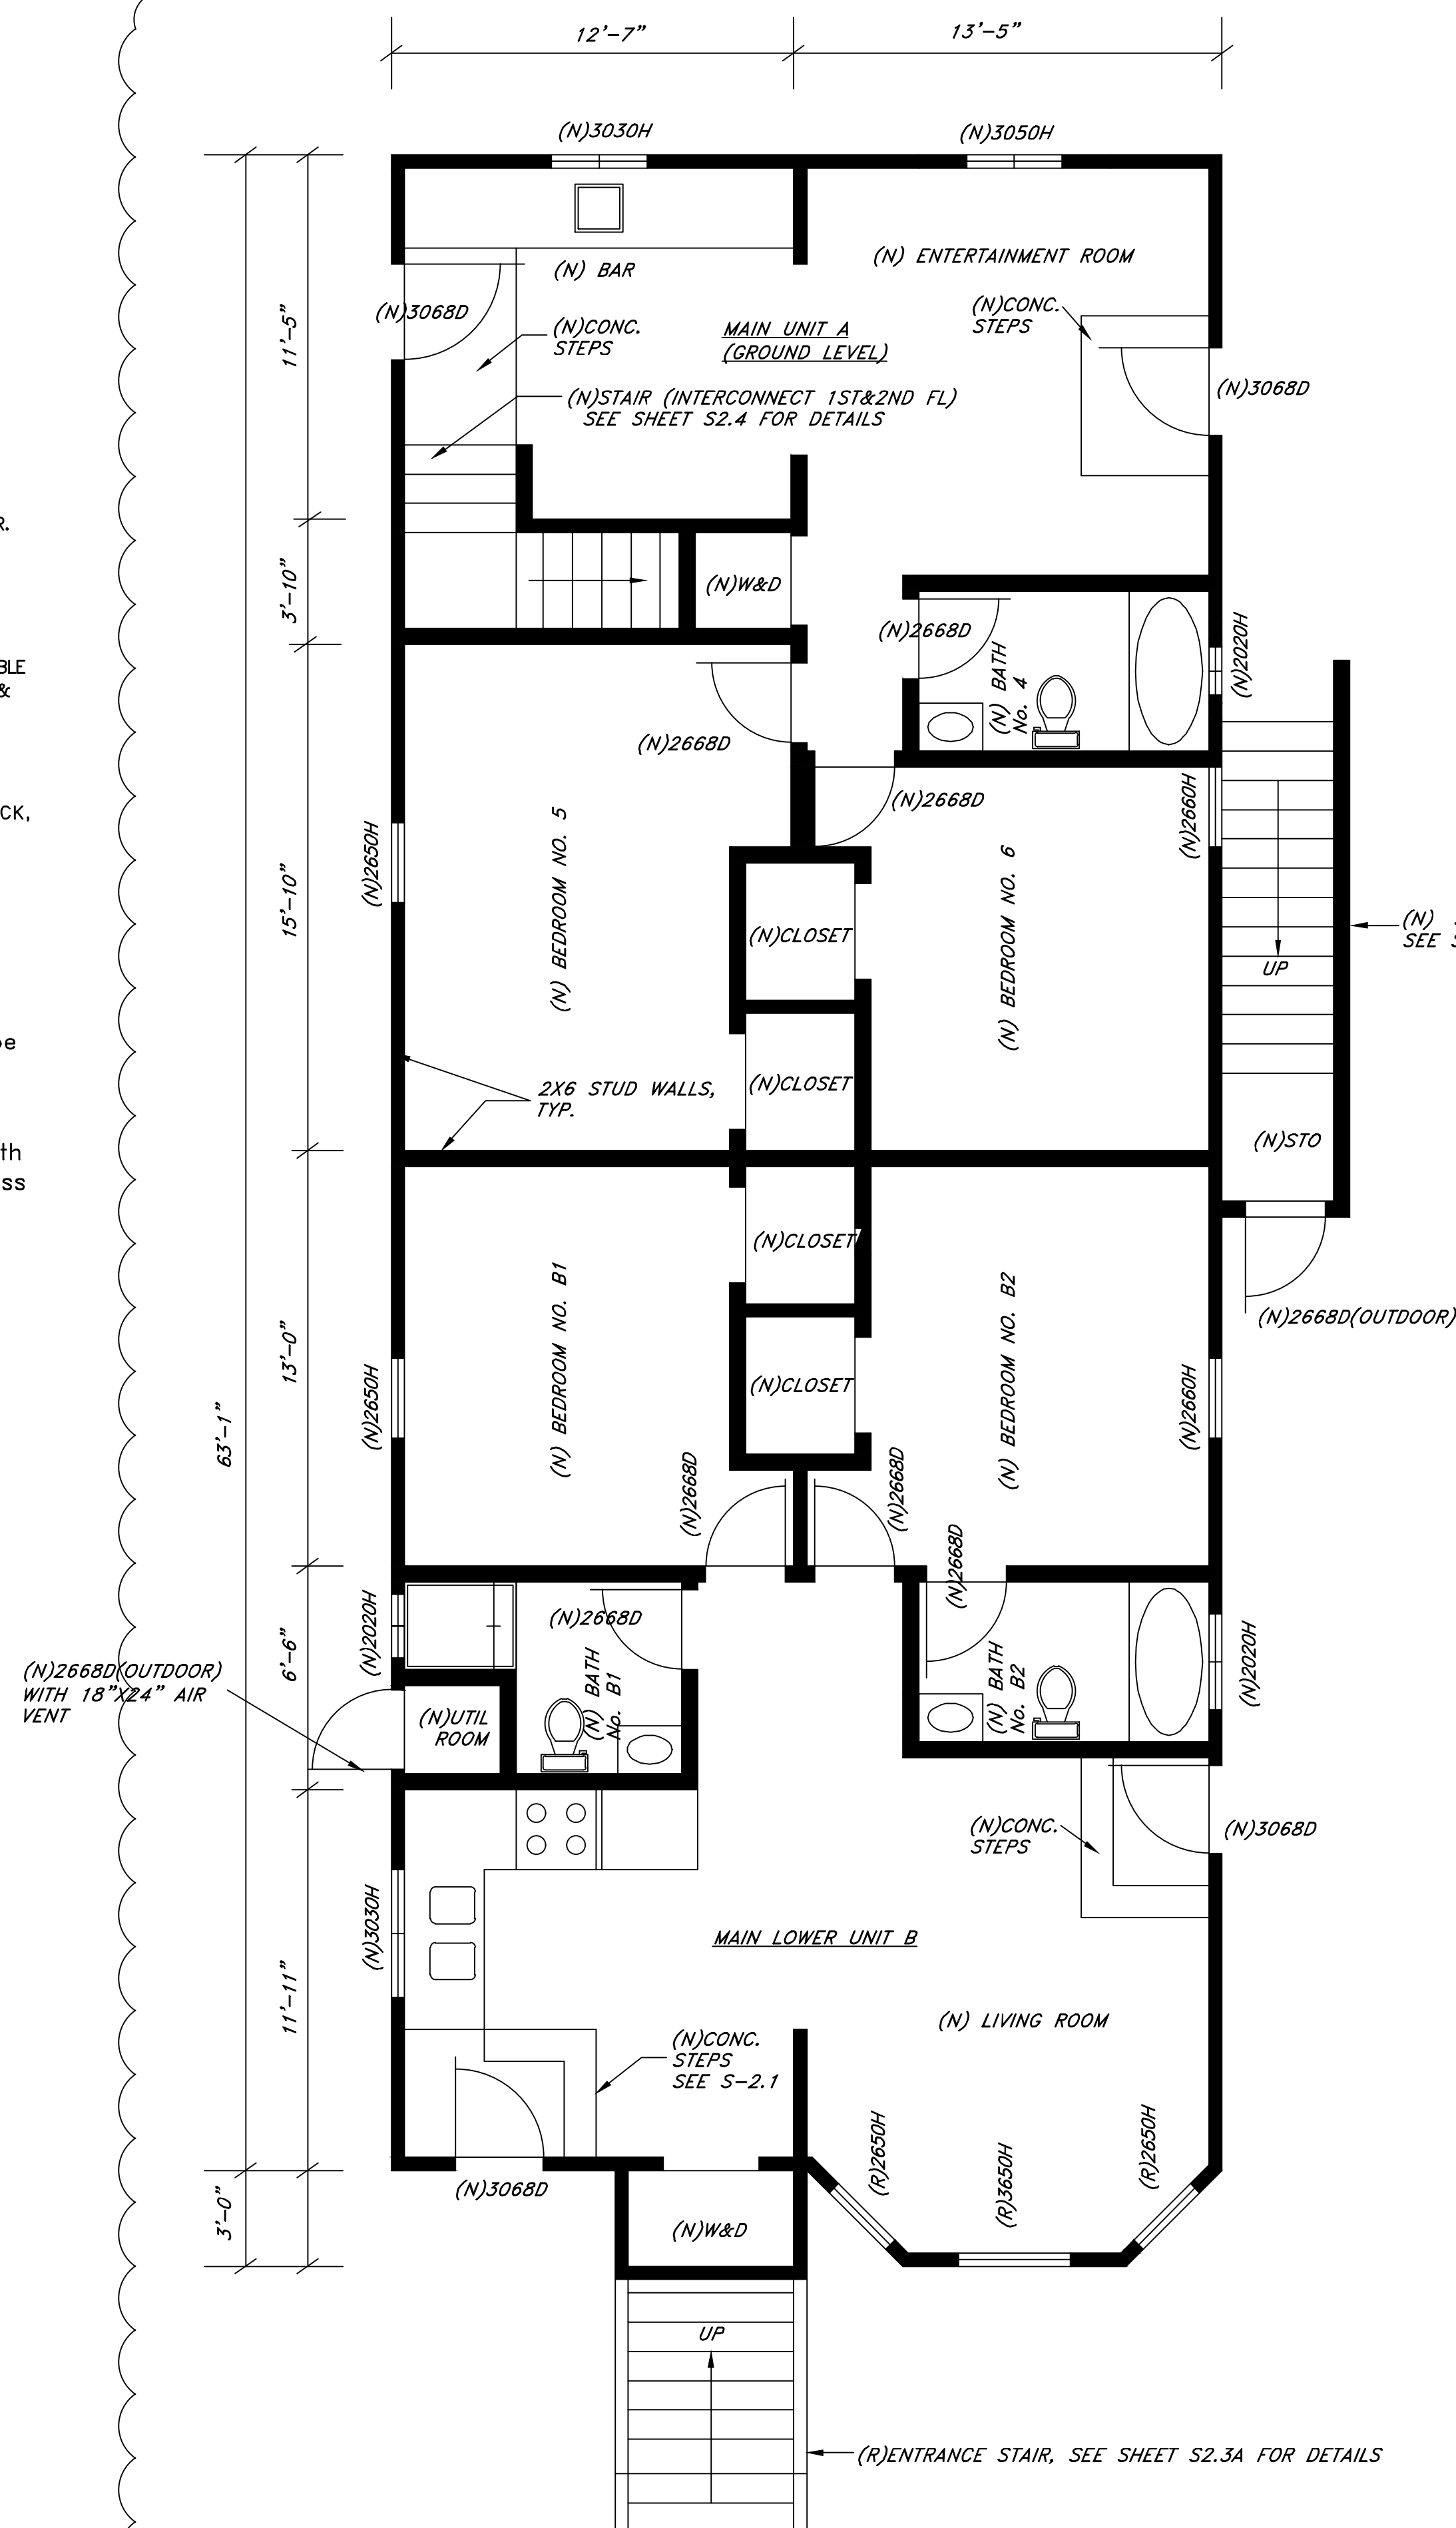 12'-7"
13'-5"
(N)3030H
(N)3050H
(N) ENTERTAINMENT ROOM
(N) BAR
(N)3068D
(N)CONC.
STEPS
MAIN UNIT A
(GROUND LEVEL)
(N)CONC.
STEPS
11'-5"
(N)3068D
(N)STAIR (INTERCONNECT 1ST&2ND FL)
SEE SHEET S2.4 FOR DETAILS
R.
3'-10"
(N)W&D
(N)2668D
(N) BATH
No. 4
(N)2020H
BLE
&
(N)2668D
(N)2668D
(N)2660H
CK,
(N)2650H
15'-10"
(N) BEDROOM NO. 5
(N) BEDROOM NO. 6
(N)CLOSET
(N)
SEE S
UP
(N)CLOSET
2X6 STUD WALLS,
TYP.
(N)STO
th
ss
(N)CLOSET
(N)2668D(OUTDOOR)
13'-0"
(N)2650H
(N) BEDROOM NO. B1
(N) BEDROOM NO. B2
(N)2660H
(N)CLOSET
63'-1"
(N)2668D
(N)2668D
(N)2668D
(N)2020H
(N)2668D
6'-6"
(N)2668D(OUTDOOR)
WITH 18"X24" AIR
VENT
(N)UTIL
ROOM
(N) BATH
No. B1
(N) BATH
No. B2
(N)2020H
(N)CONC.
STEPS
(N)3068D
(N)3030H
MAIN LOWER UNIT B
11'-11"
(N) LIVING ROOM
(N)CONC.
STEPS
SEE S-2.1
(N)3068D
(R)2650H
(R)3650H
(R)2650H
3'-0"
(N)W&D
UP
(R)ENTRANCE STAIR, SEE SHEET S2.3A FOR DETAILS